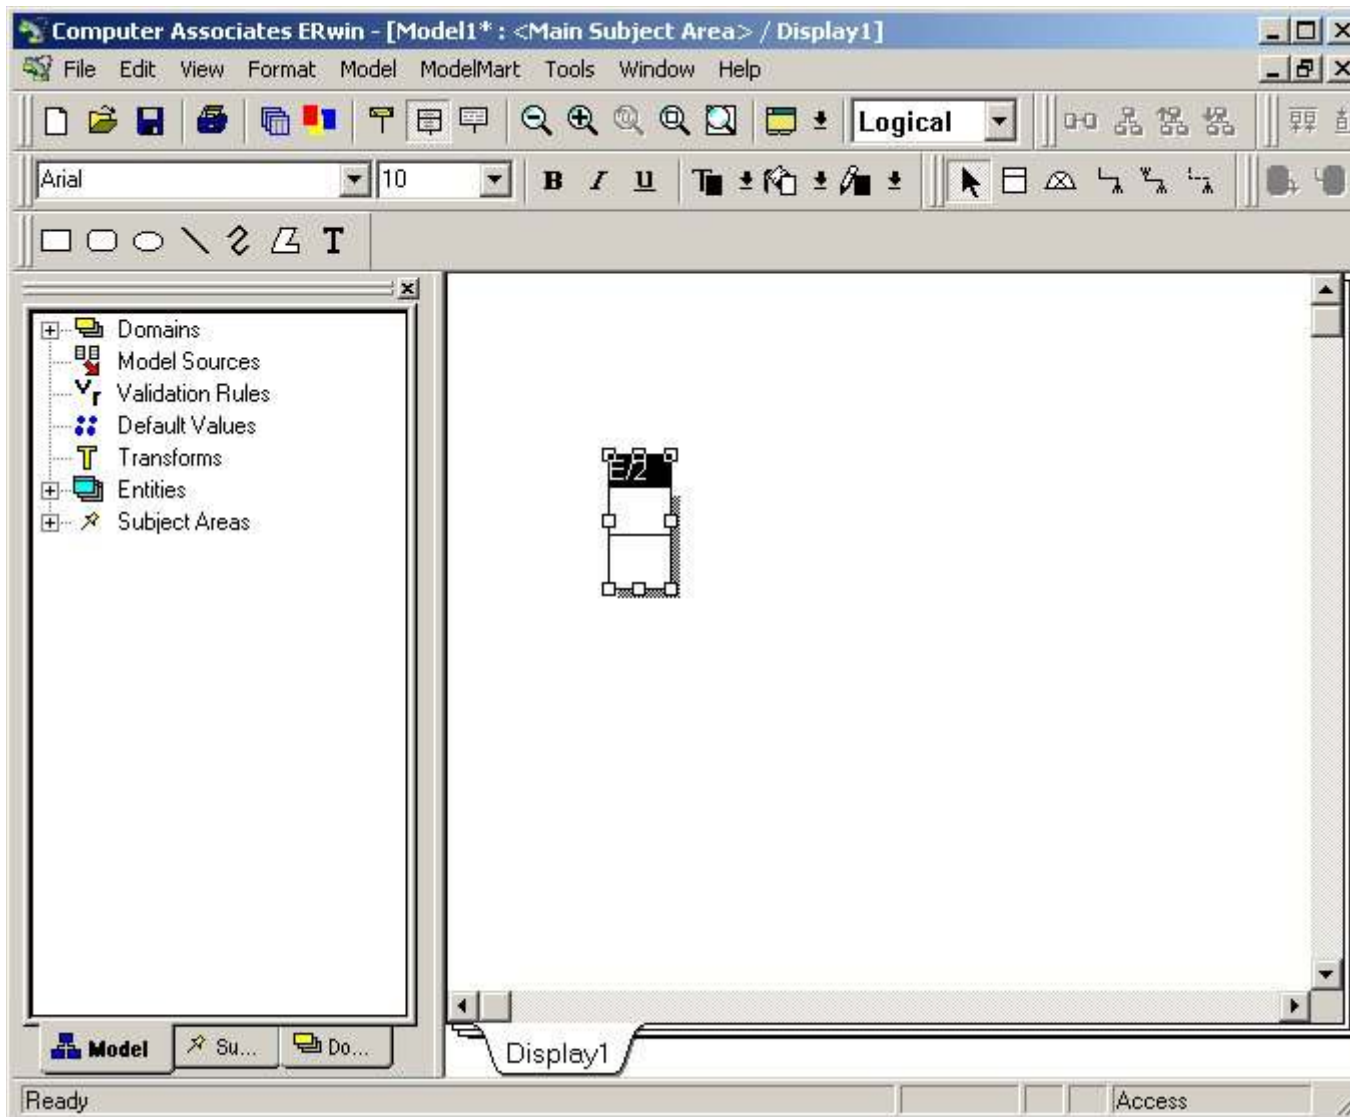 Computer Associates ERwin - [Model1* : <Main Subject Area> / Display1]
File Edit View Format Model ModelMart Tools Window Help
Logical
Arial 10 B I U
T
Domains
Model Sources
Validation Rules
Default Values
Transforms
Entities
Subject Areas
E/2
Model Su... Do...
Display1
Ready Access